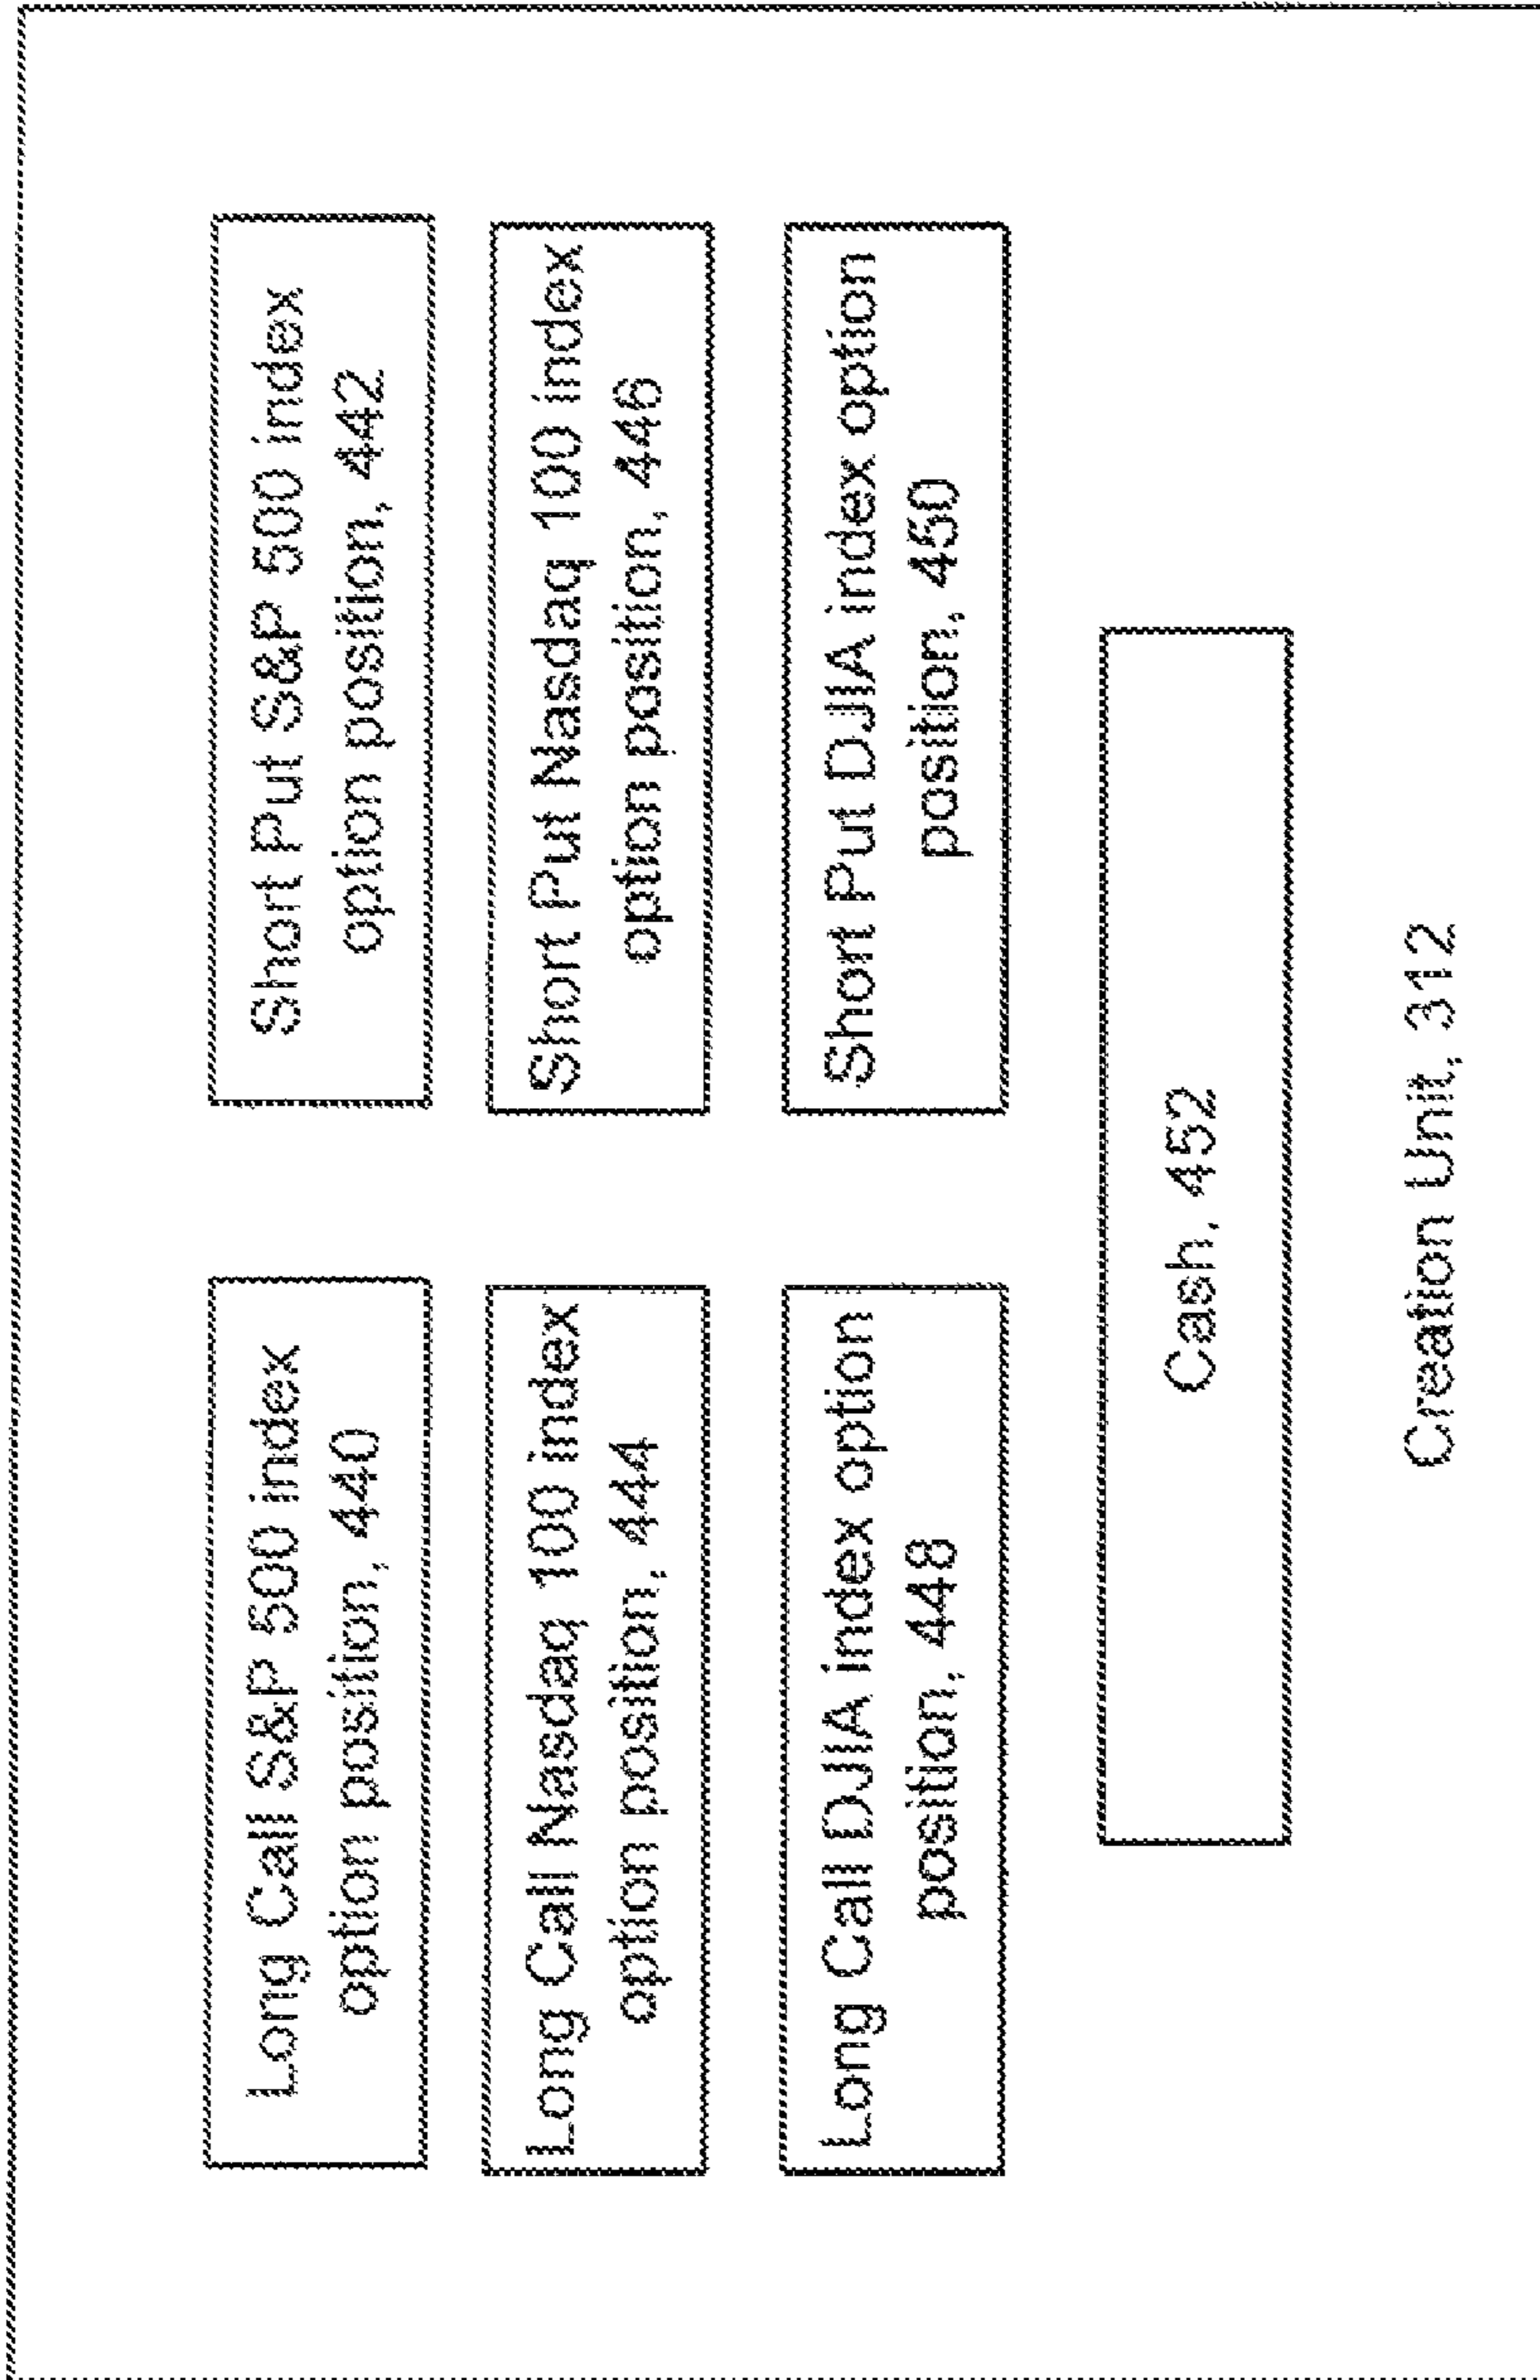 Long Call S&P 500 index
option position, 440
Short Put S&P 500 index
option position, 442
Long Call Nasdaq 100 index
option position, 444
Short Put Nasdaq 100 index
option position, 446
Long Call DJIA index option
position, 448
Short Put DJIA index option
position, 450
Cash, 452
Creation Unit, 312